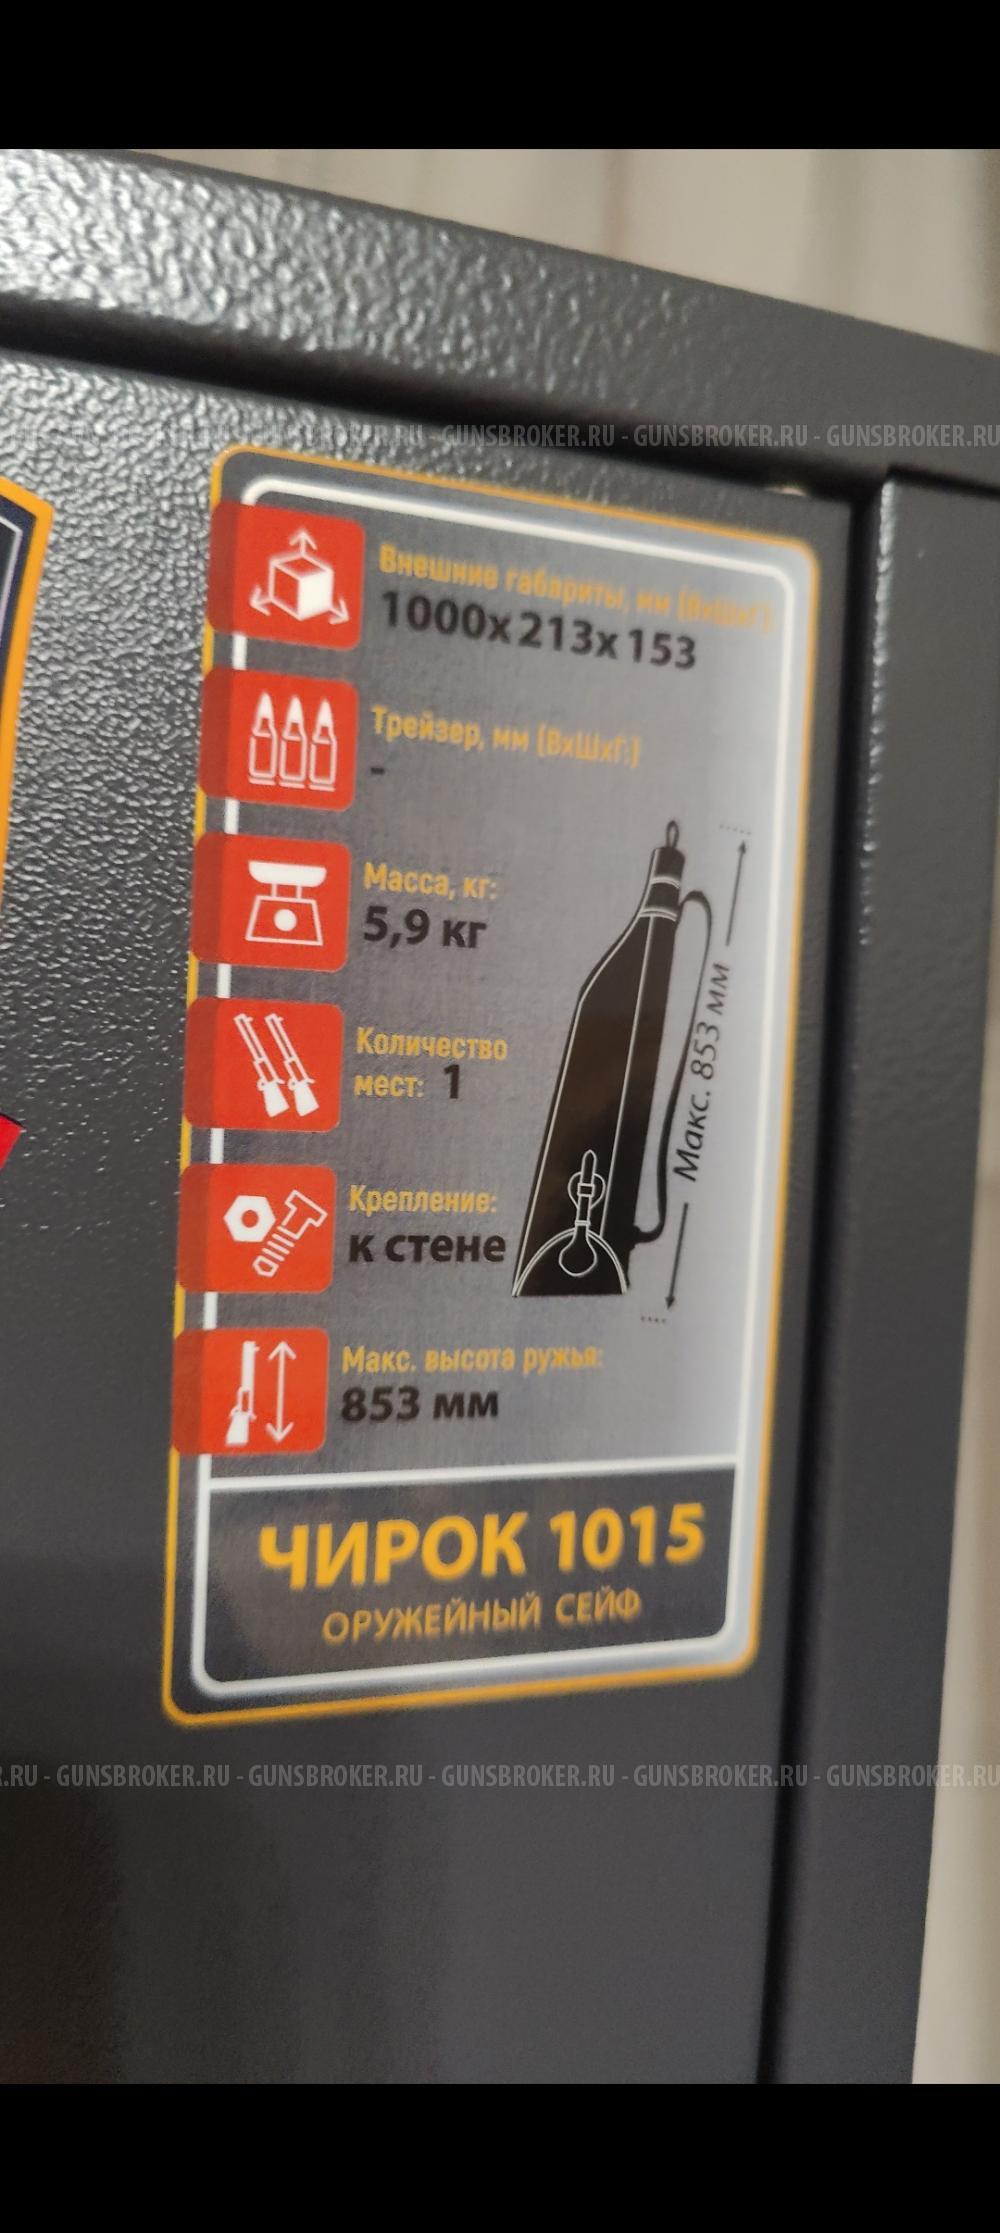 GUNSBROKER.RU - GUNSBROKER.RU - GUNSBROKER.RU
Внешние габариты, мм (ВхШхГ:)
1000х213х153
Трейзер, мм (ВхШхГ:)
-
Масса, кг:
5,9 кг
Количество
мест: 1
Крепление:
к стене
Макс. 853 мм
Макс. высота ружья:
853 мм
ЧИРОК 1015
ОРУЖЕЙНЫЙ СЕЙФ
R.RU - GUNSBROKER.RU - GUNSBROKER.RU - GUNSBROKER.RU - GUNSBROKER.RU - GUNSBROKER.RU